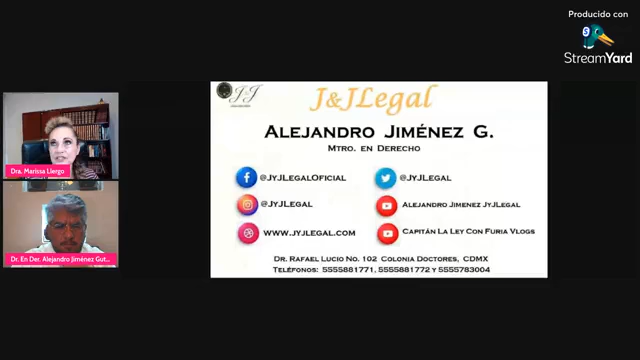 Producido con
StreamYard
J&J
J&JLegal
Alejandro Jiménez G.
Mtro. en Derecho
@JyJLegalOficial
@JyJLegal
@JyJLegal
Alejandro Jimenez JyJLegal
www.jyjlegal.com
Capitán La Ley Con Furia Vlogs
Dr. Rafael Lucio No. 102 Colonia Doctores, CDMX
Teléfonos: 5555881771, 5555881772 y 5555783004
Dra. Marissa Llergo
Dr. En Der. Alejandro Jiménez Gut...